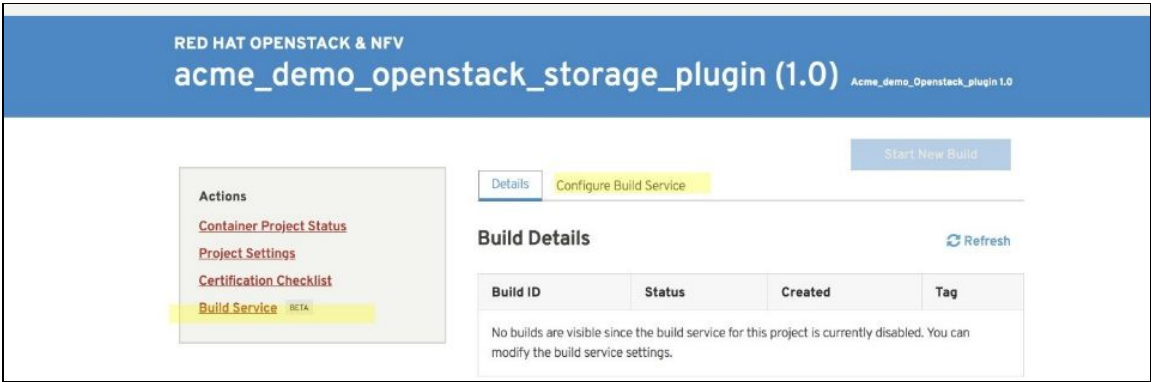 RED HAT OPENSTACK & NFV
acme_demo_openstack_storage_plugin (1.0) Acme_demo_Openstack_plugin 1.0
Start New Build
Actions
Container Project Status
Project Settings
Certification Checklist
Build Service BETA
Details Configure Build Service
Build Details
Refresh
Build ID Status Created Tag
No builds are visible since the build service for this project is currently disabled. You can
modify the build service settings.